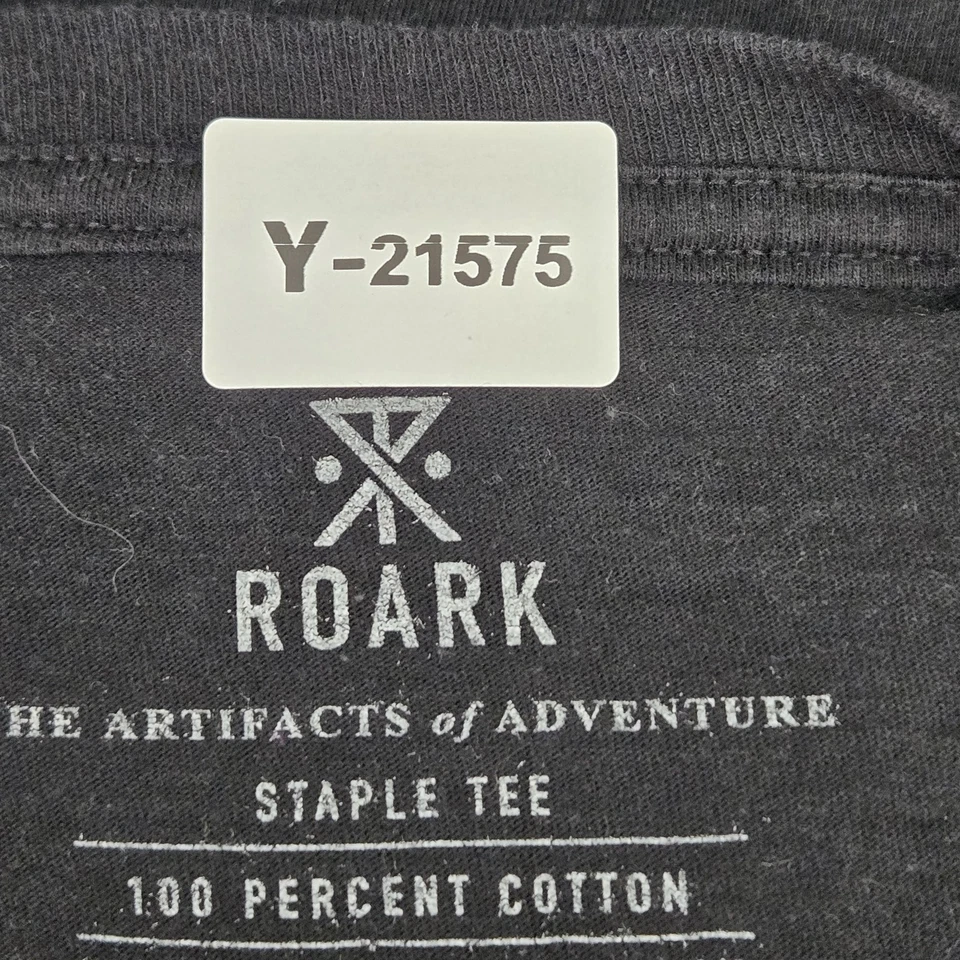 Y-21575
ROARK
HE ARTIFACTS of ADVENTURE
STAPLE TEE
100 PERCENT COTTON